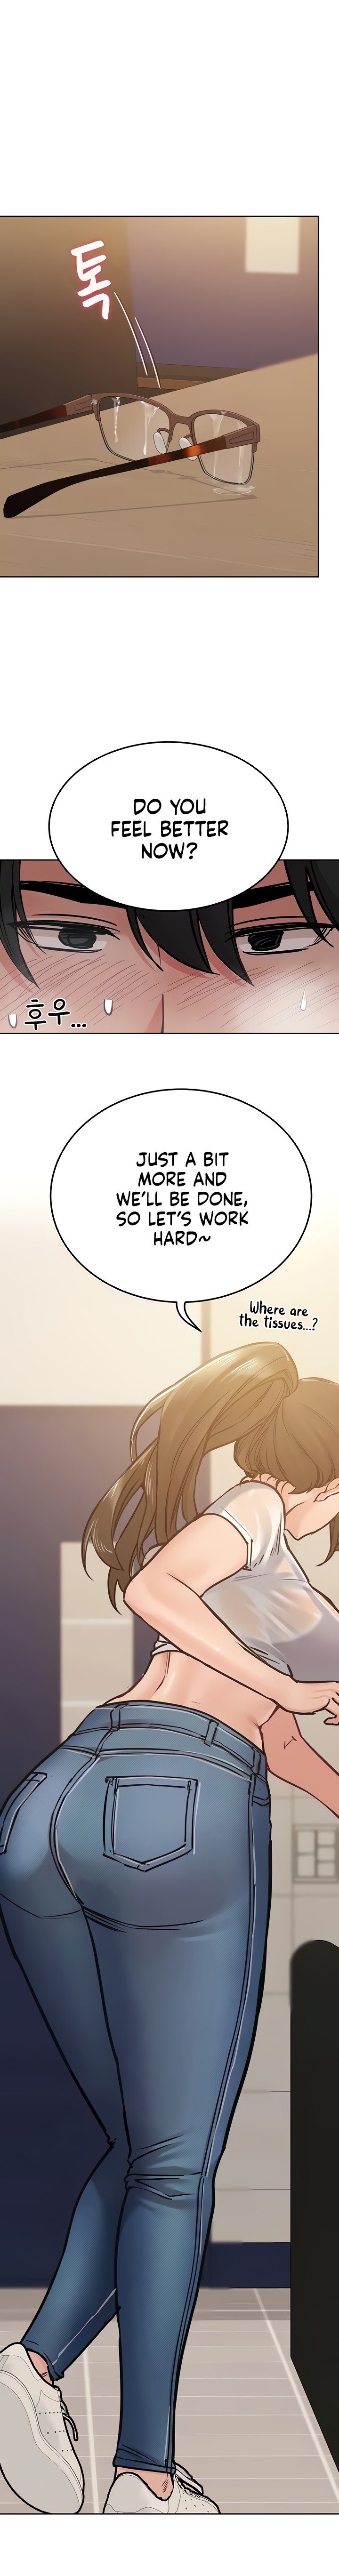 톡
DO YOU
FEEL BETTER
NOW?
후우...
JUST A BIT
MORE AND
WE'LL BE DONE,
SO LET'S WORK
HARD~
Where are
the tissues...?